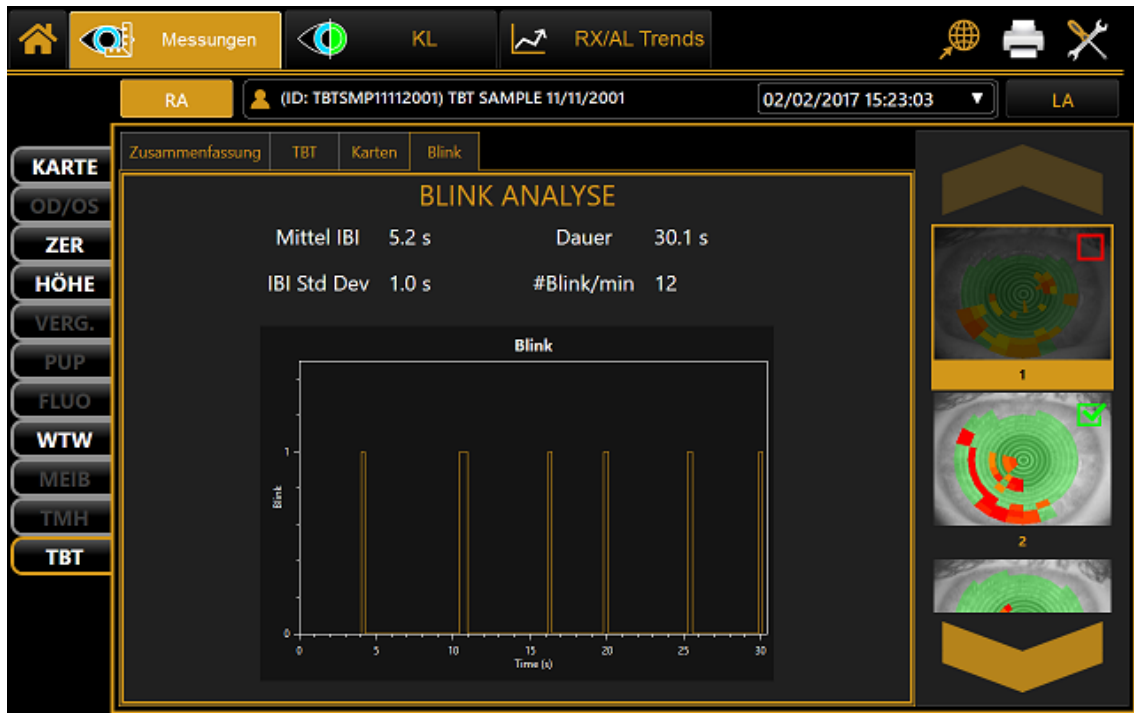 Messungen KL RX/AL Trends
RA (ID: TBTSMP11112001) TBT SAMPLE 11/11/2001 02/02/2017 15:23:03 LA
KARTE
OD/OS
ZER
HÖHE
VERG.
PUP
FLUO
WTW
MEIB
TMH
TBT
Zusammenfassung TBT Karten Blink
BLINK ANALYSE
Mittel IBI 5.2 s Dauer 30.1 s
IBI Std Dev 1.0 s #Blink/min 12
Blink
1
Blink
0
0 5 10 15 20 25 30
Time (s)
1
2